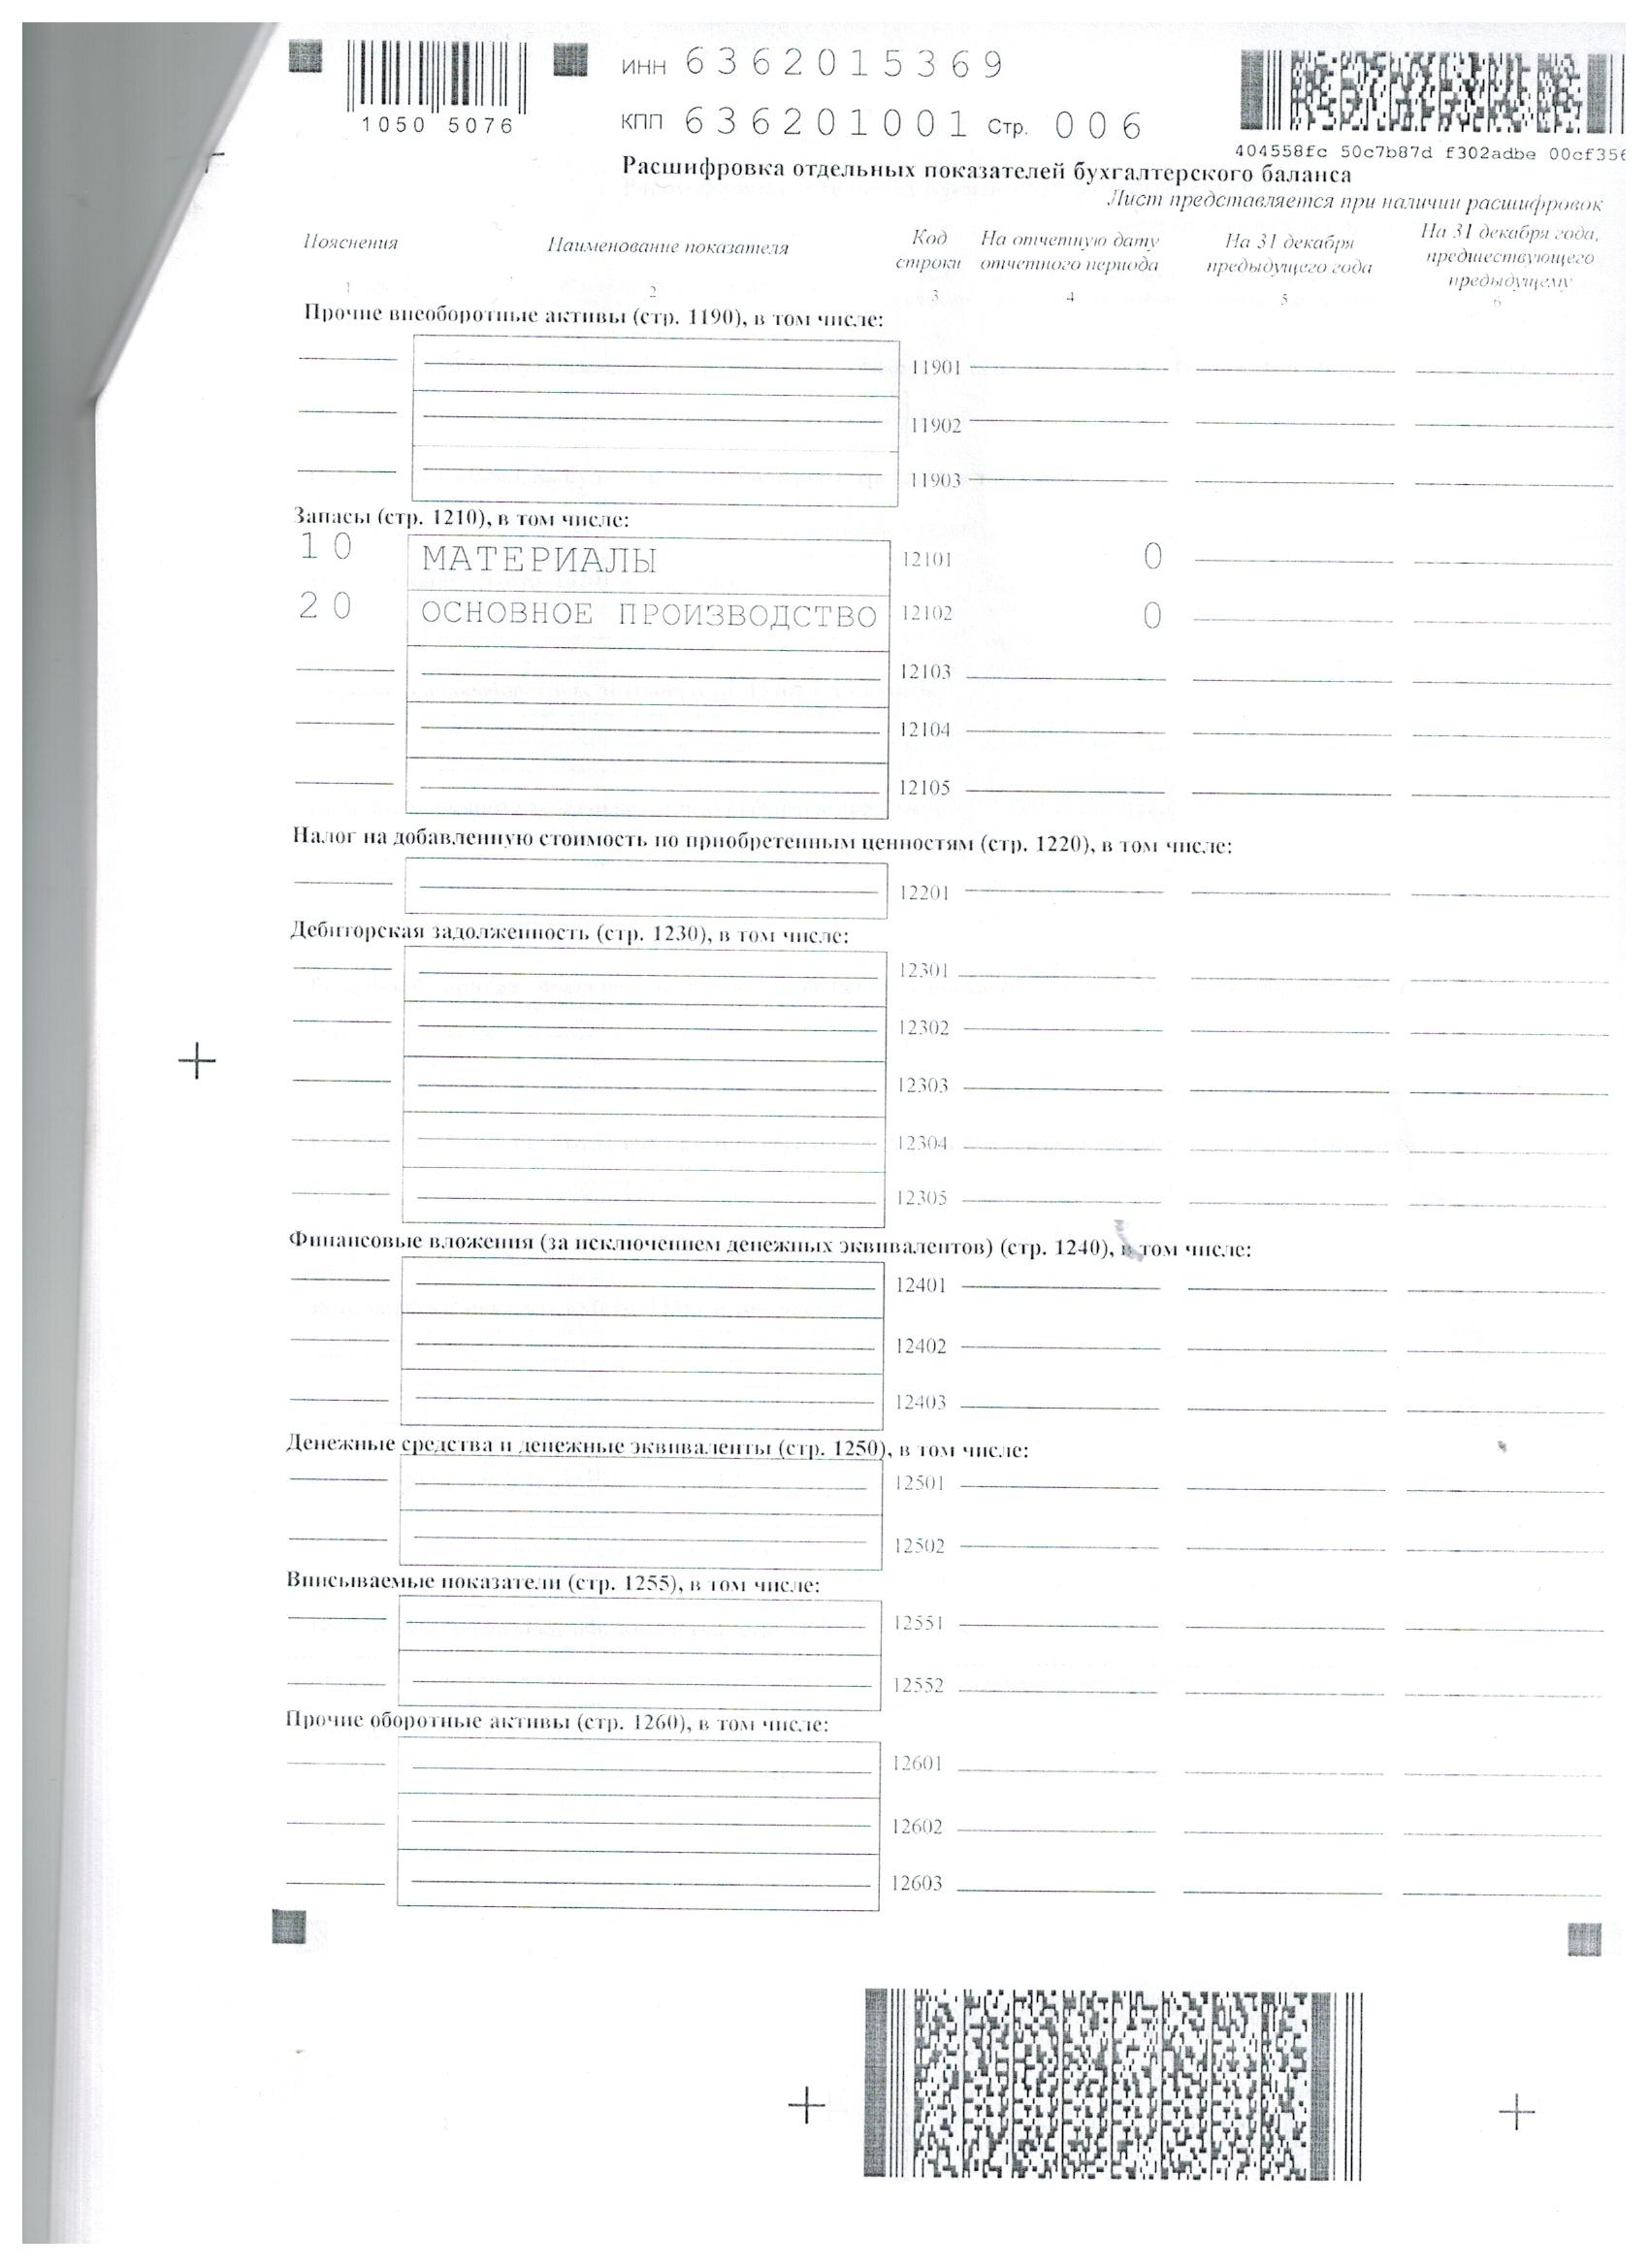 ИНН 6362015369
1050 5076
КПП 636201001 Стр. 006
404558fc 50c7b87d f302adbe 00cf356
Расшифровка отдельных показателей бухгалтерского баланса
Лист представляется при наличии расшифровок
Пояснения Наименование показателя Код строки На отчетную дату отчетного периода На 31 декабря предыдущего года На 31 декабря года, предшествующего предыдущему
1 2 3 4 5 6
Прочие внеоборотные активы (стр. 1190), в том числе:
11901
11902
11903
Запасы (стр. 1210), в том числе:
10 МАТЕРИАЛЫ 12101 0
20 ОСНОВНОЕ ПРОИЗВОДСТВО 12102 0
12103
12104
12105
Налог на добавленную стоимость по приобретенным ценностям (стр. 1220), в том числе:
12201
Дебиторская задолженность (стр. 1230), в том числе:
12301
12302
12303
12304
12305
Финансовые вложения (за исключением денежных эквивалентов) (стр. 1240), в том числе:
12401
12402
12403
Денежные средства и денежные эквиваленты (стр. 1250), в том числе:
12501
12502
Вписываемые показатели (стр. 1255), в том числе:
12551
12552
Прочие оборотные активы (стр. 1260), в том числе:
12601
12602
12603